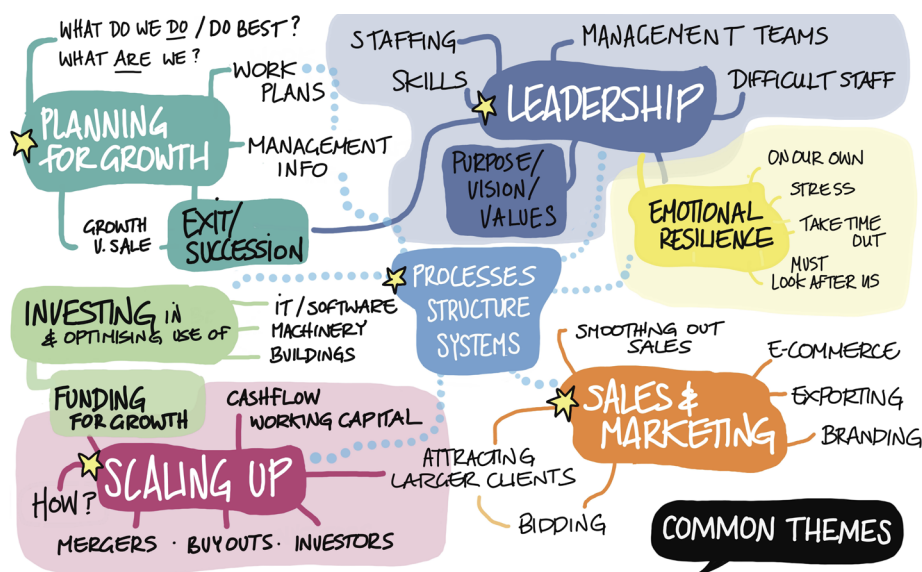 WHAT DO WE DO / DO BEST?
WHAT ARE WE?
WORK
PLANS
PLANNING
FOR GROWTH
MANAGEMENT
INFO
GROWTH
V. SALE
EXIT/
SUCCESSION
STAFFING
SKILLS
MANAGEMENT TEAMS
DIFFICULT STAFF
LEADERSHIP
PURPOSE/
VISION/
VALUES
EMOTIONAL
RESILIENCE
ON OUR OWN
STRESS
TAKE TIME
OUT
MUST
LOOK AFTER US
PROCESSES
STRUCTURE
SYSTEMS
INVESTING IN
& OPTIMISING USE OF
IT / SOFTWARE
MACHINERY
BUILDINGS
FUNDING
FOR GROWTH
CASHFLOW
WORKING CAPITAL
SCALING UP
HOW?
MERGERS · BUYOUTS · INVESTORS
ATTRACTING
LARGER CLIENTS
BIDDING
SMOOTHING OUT
SALES
SALES &
MARKETING
E-COMMERCE
EXPORTING
BRANDING
COMMON THEMES